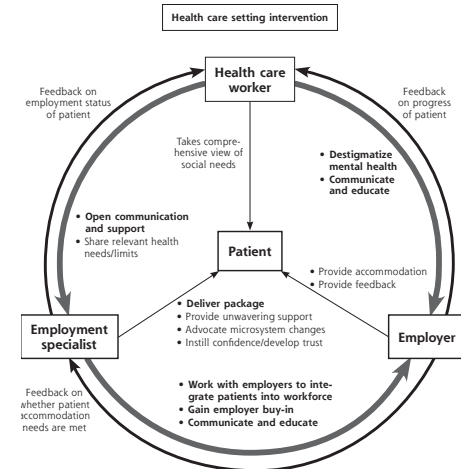 Health care setting intervention
Health care
worker
Feedback on
employment status
of patient
Feedback
on progress
of patient
Takes compre-
hensive view of
social needs
• Destigmatize
mental health
• Communicate
and educate
• Open communication
and support
• Share relevant health
needs/limits
Patient
• Provide accommodation
• Provide feedback
• Deliver package
• Provide unwavering support
• Advocate microsystem changes
• Instill confidence/develop trust
Employment
specialist
Employer
Feedback on
whether patient
accommodation
needs are met
• Work with employers to inte-
grate patients into workforce
• Gain employer buy-in
• Communicate and educate